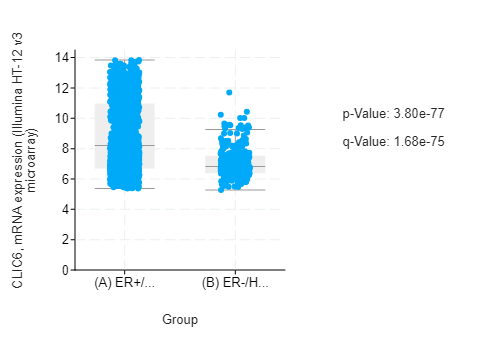 CLIC6, mRNA expression (Illumina HT-12 v3
microarray)
14
12
10
8
6
4
2
0
(A) ER+/...
(B) ER-/H...
Group
p-Value: 3.80e-77
q-Value: 1.68e-75